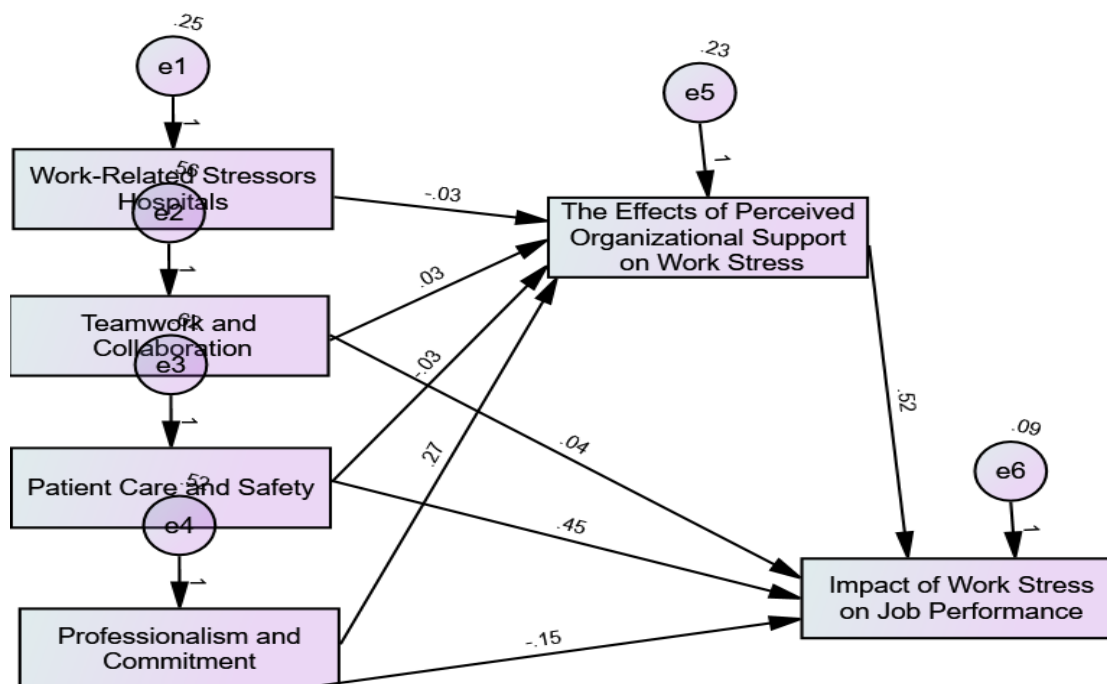 .25
e1
1
.56
Work-Related Stressors
Hospitals
e2
1
Teamwork and
Collaboration
e3
1
.52
Patient Care and Safety
e4
1
Professionalism and
Commitment
-.03
.03
-.03
.27
.04
.45
-.15
.23
e5
1
The Effects of Perceived
Organizational Support
on Work Stress
.52
.09
e6
1
Impact of Work Stress
on Job Performance